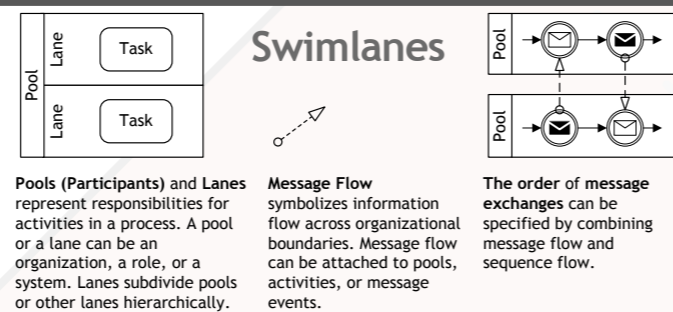 Swimlanes
Pool
Lane
Task
Lane
Task
Pool
Pool
Pools (Participants) and Lanes
represent responsibilities for
activities in a process. A pool
or a lane can be an
organization, a role, or a
system. Lanes subdivide pools
or other lanes hierarchically.
Message Flow
symbolizes information
flow across organizational
boundaries. Message flow
can be attached to pools,
activities, or message
events.
The order of message
exchanges can be
specified by combining
message flow and
sequence flow.